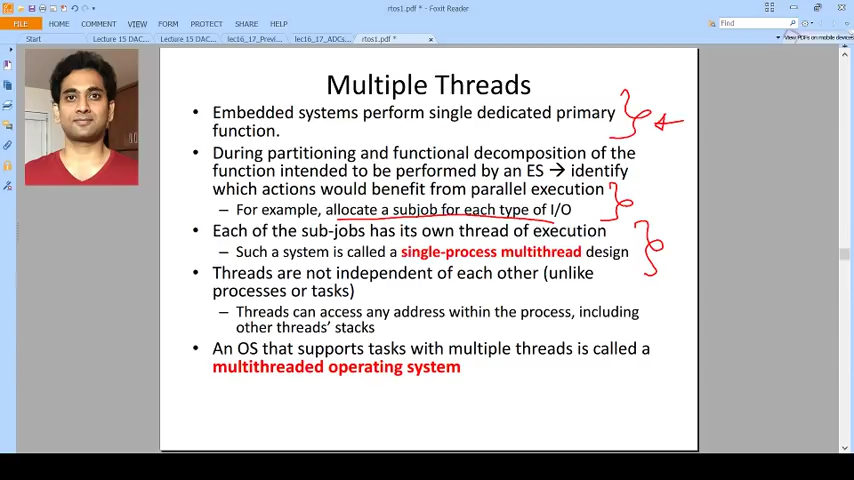 rtos1.pdf * - Foxit Reader
FILE HOME COMMENT VIEW FORM PROTECT SHARE HELP
Find
Start Lecture 15 DAC... Lecture 15 DAC... lec16_17_Previ... lec16_17_ADCs... rtos1.pdf *
View PDFs on mobile devices
Multiple Threads
• Embedded systems perform single dedicated primary
function.
• During partitioning and functional decomposition of the
function intended to be performed by an ES → identify
which actions would benefit from parallel execution
– For example, allocate a subjob for each type of I/O
• Each of the sub-jobs has its own thread of execution
– Such a system is called a single-process multithread design
• Threads are not independent of each other (unlike
processes or tasks)
– Threads can access any address within the process, including
other threads' stacks
• An OS that supports tasks with multiple threads is called a
multithreaded operating system